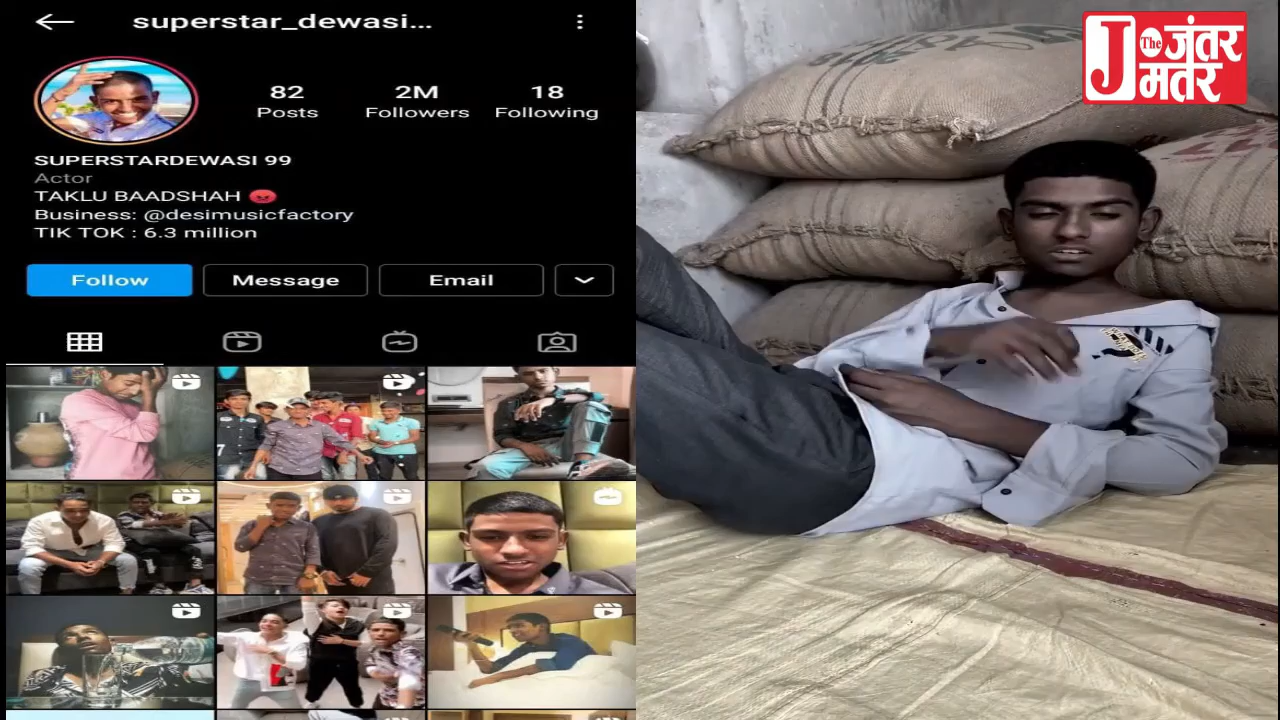 superstar_dewasi...
82
2M
18
Posts
Followers
Following
SUPERSTARDEWASI 99
Actor
TAKLU BAADSHAH 😡
Business: @desimusicfactory
TIK TOK : 6.3 million
Follow
Message
Email
J The जंतर
मंतर